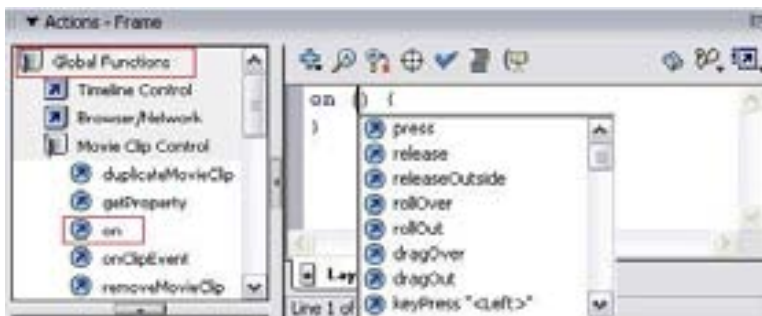 Actions - Frame
Global Functions
Timeline Control
Browser/Network
Movie Clip Control
duplicateMovieClip
getProperty
on
onClipEvent
removeMovieClip
on () {
}
press
release
releaseOutside
rollOver
rollOut
dragOver
dragOut
keyPress "<Left>"
Lay
Line 1 of